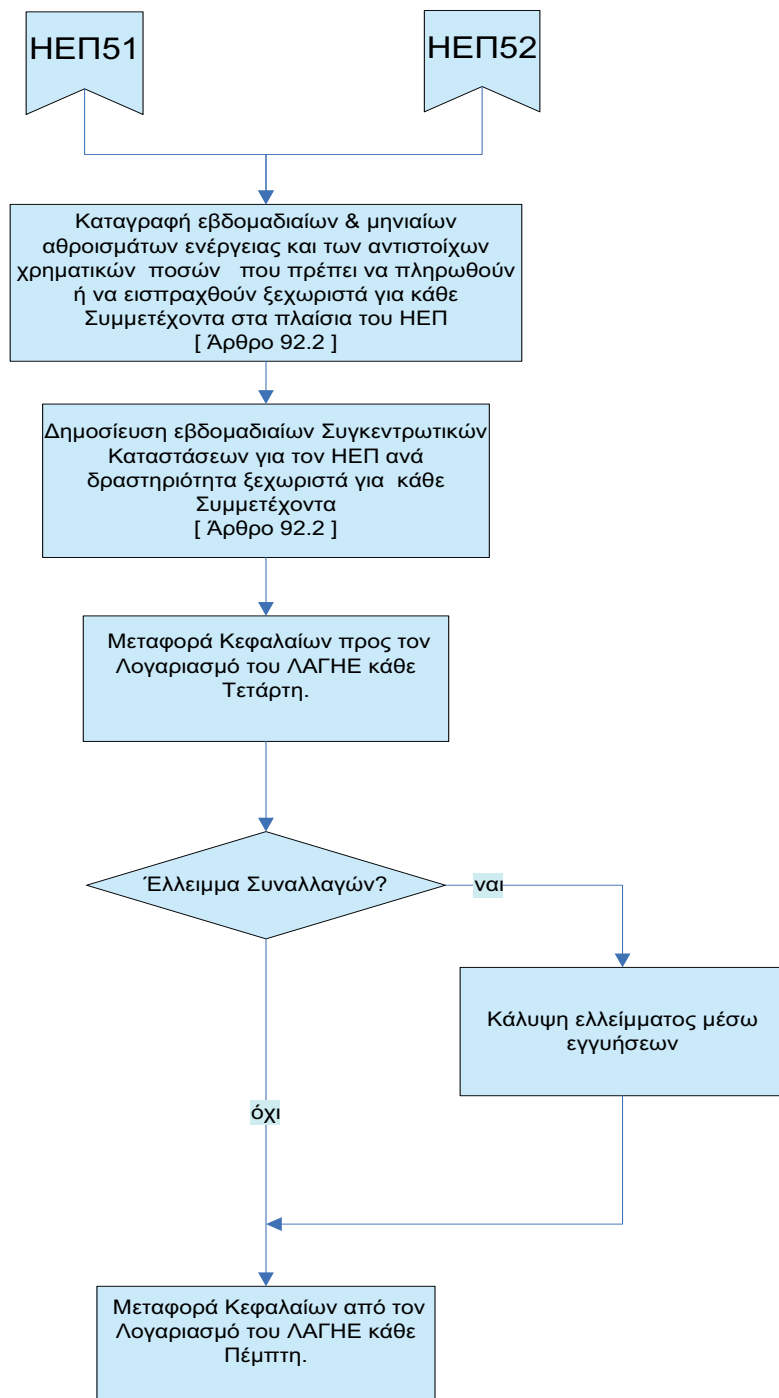 ΗΕΠ51
ΗΕΠ52
Καταγραφή εβδομαδιαίων & μηνιαίων
αθροισμάτων ενέργειας και των αντιστοίχων
χρηματικών ποσών που πρέπει να πληρωθούν
ή να εισπραχθούν ξεχωριστά για κάθε
Συμμετέχοντα στα πλαίσια του ΗΕΠ
[ Άρθρο 92.2 ]
Δημοσίευση εβδομαδιαίων Συγκεντρωτικών
Καταστάσεων για τον ΗΕΠ ανά
δραστηριότητα ξεχωριστά για κάθε
Συμμετέχοντα
[ Άρθρο 92.2 ]
Μεταφορά Κεφαλαίων προς τον
Λογαριασμό του ΛΑΓΗΕ κάθε
Τετάρτη.
Έλλειμμα Συναλλαγών?
ναι
Κάλυψη ελλείμματος μέσω
εγγυήσεων
όχι
Μεταφορά Κεφαλαίων από τον
Λογαριασμό του ΛΑΓΗΕ κάθε
Πέμπτη.